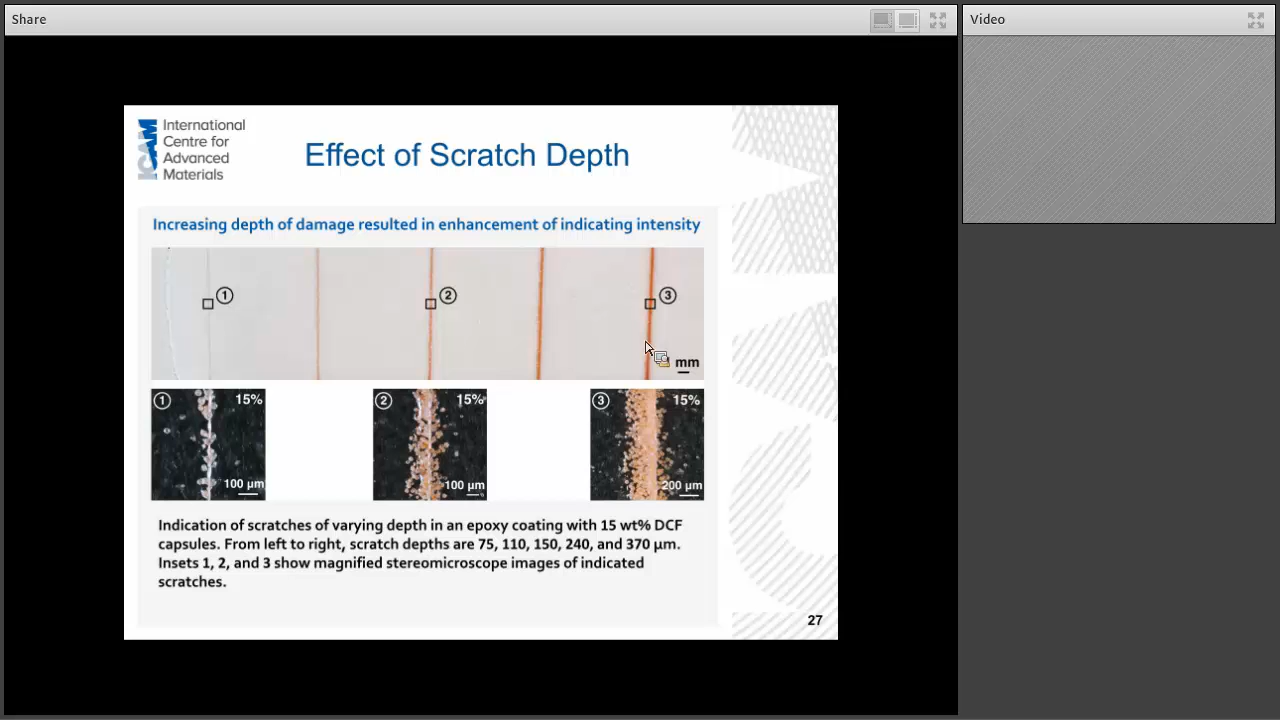 Share
Video
ICAM
International
Centre for
Advanced
Materials
Effect of Scratch Depth
Increasing depth of damage resulted in enhancement of indicating intensity
1
2
3
mm
1 15%
100 µm
2 15%
100 µm
3 15%
200 µm
Indication of scratches of varying depth in an epoxy coating with 15 wt% DCF
capsules. From left to right, scratch depths are 75, 110, 150, 240, and 370 µm.
Insets 1, 2, and 3 show magnified stereomicroscope images of indicated
scratches.
27